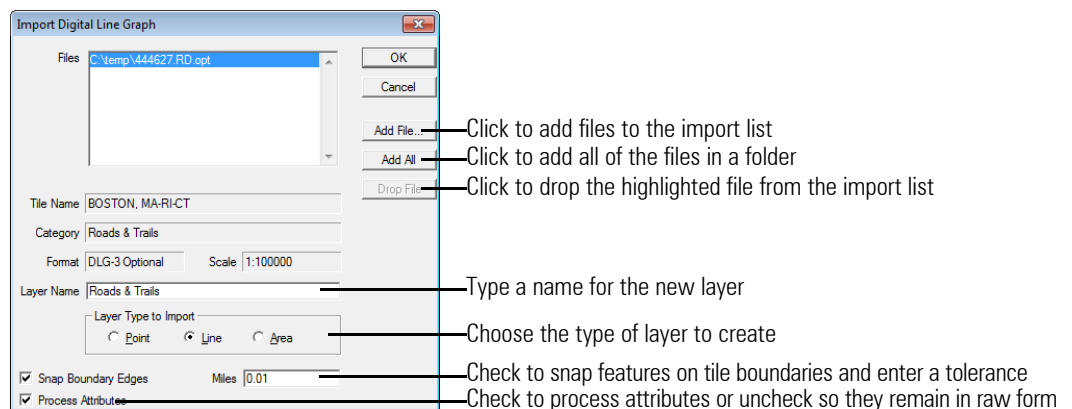 Import Digital Line Graph
Files C:\temp\444627.RD.opt
OK
Cancel
Add File... Click to add files to the import list
Add All Click to add all of the files in a folder
Drop File Click to drop the highlighted file from the import list
Tile Name BOSTON, MA-RI-CT
Category Roads & Trails
Format DLG-3 Optional Scale 1:100000
Layer Name Roads & Trails Type a name for the new layer
Layer Type to Import
Point Line Area Choose the type of layer to create
Snap Boundary Edges Miles 0.01 Check to snap features on tile boundaries and enter a tolerance
Process Attributes Check to process attributes or uncheck so they remain in raw form